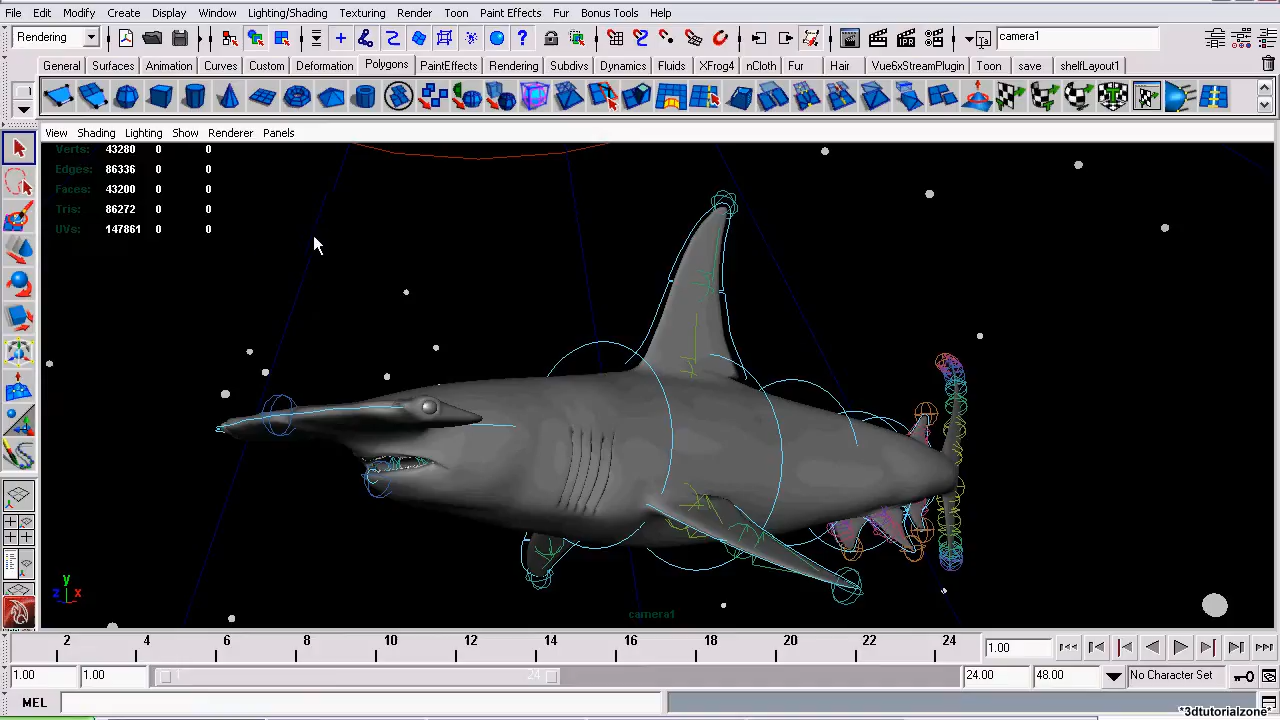 File Edit Modify Create Display Window Lighting/Shading Texturing Render Toon Paint Effects Fur Bonus Tools Help
Rendering camera1
General Surfaces Animation Curves Custom Deformation Polygons PaintEffects Rendering Subdivs Dynamics Fluids XFrog4 nCloth Fur Hair Vue6xStreamPlugin Toon save shelfLayout1
View Shading Lighting Show Renderer Panels
Verts: 43280 0 0
Edges: 86336 0 0
Faces: 43200 0 0
Tris: 86272 0 0
UVs: 147861 0 0
y
z x
camera1
2 4 6 8 10 12 14 16 18 20 22 24 1.00
1.00 1.00 1 24 24.00 48.00 No Character Set
MEL
*3dtutorialzone*